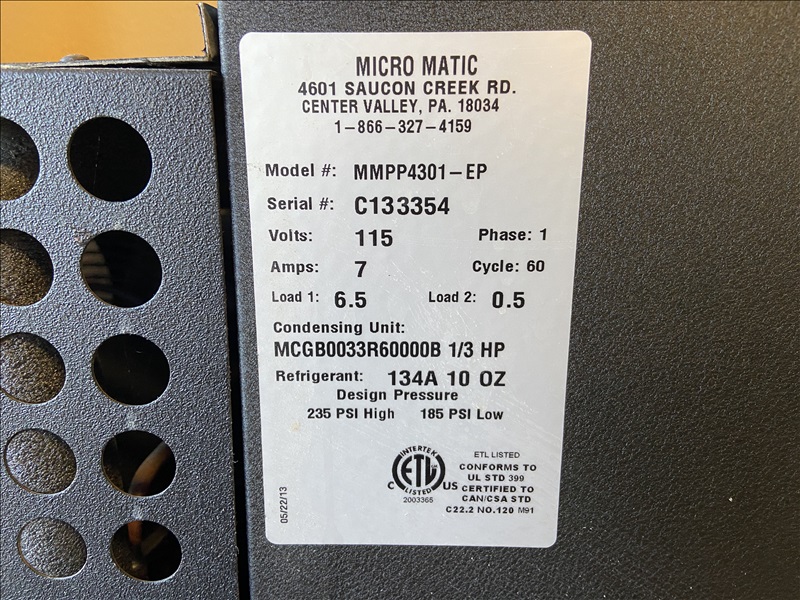 MICRO MATIC
4601 SAUCON CREEK RD.
CENTER VALLEY, PA. 18034
1-866-327-4159
Model #: MMPP4301-EP
Serial #: C133354
Volts: 115 Phase: 1
Amps: 7 Cycle: 60
Load 1: 6.5 Load 2: 0.5
Condensing Unit:
MCGB0033R60000B 1/3 HP
Refrigerant: 134A 10 OZ
Design Pressure
235 PSI High 185 PSI Low
INTERTEK
ETL
LISTED
C US
2003365
ETL LISTED
CONFORMS TO
UL STD 399
CERTIFIED TO
CAN/CSA STD
C22.2 NO.120 M91
05/22/13